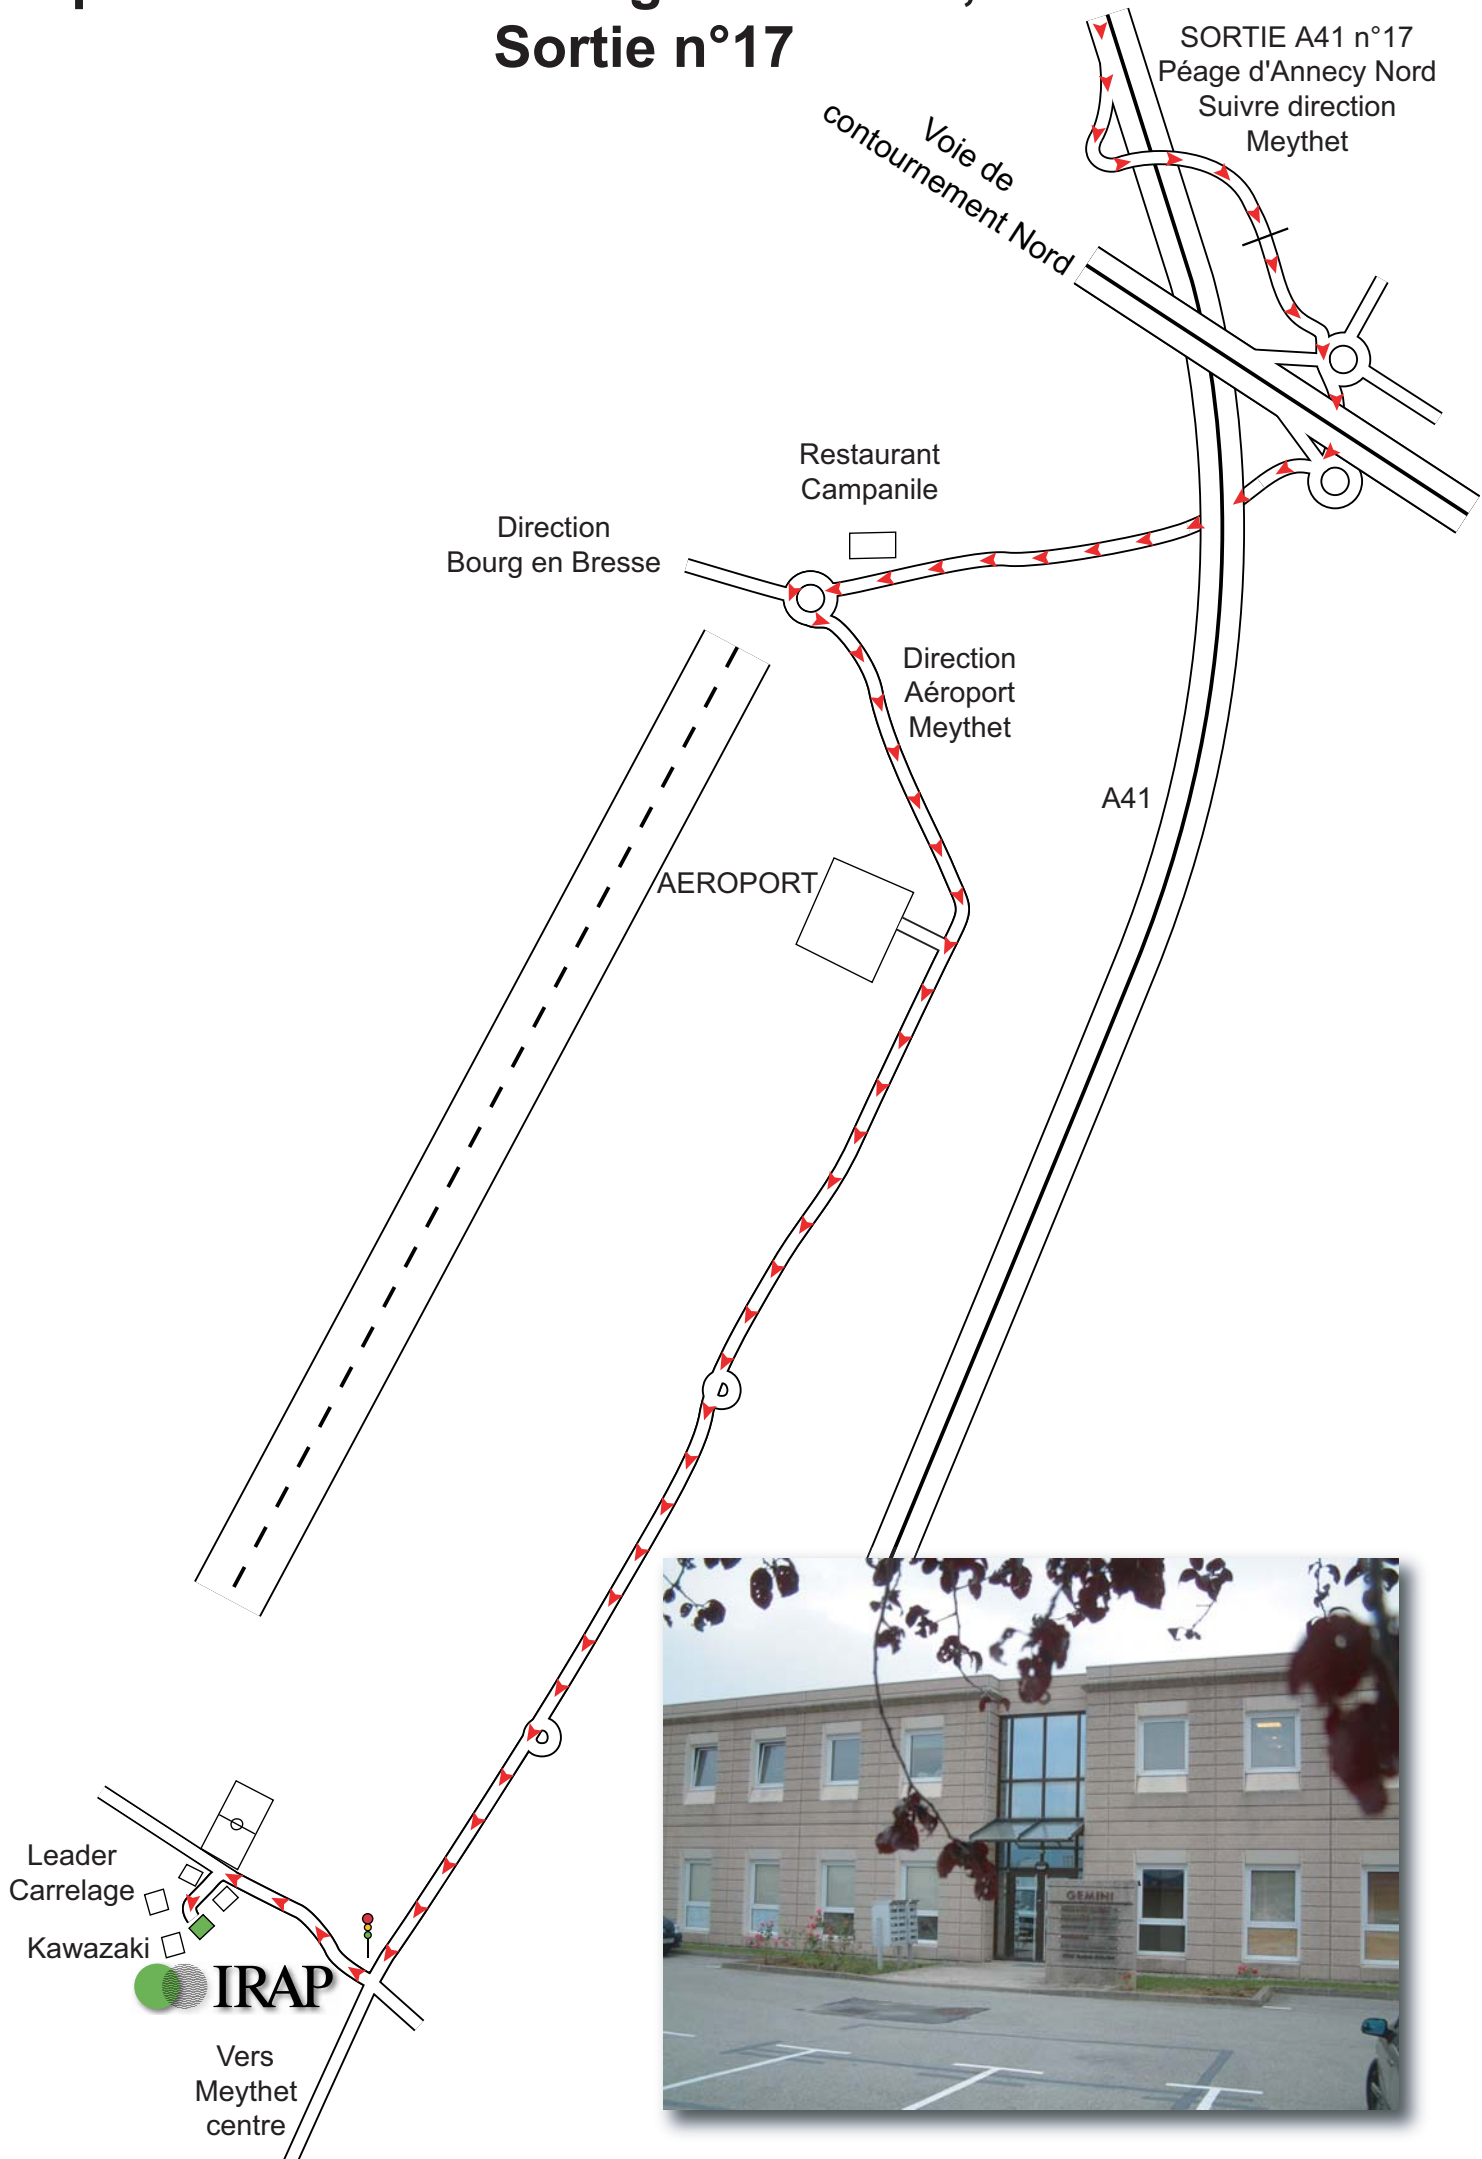 Sortie n°17
SORTIE A41 n°17
Péage d'Annecy Nord
Suivre direction
Meythet
Voie de
contournement Nord
Restaurant
Campanile
Direction
Bourg en Bresse
Direction
Aéroport
Meythet
A41
AEROPORT
GEMINI
Leader
Carrelage
Kawazaki
IRAP
Vers
Meythet
centre